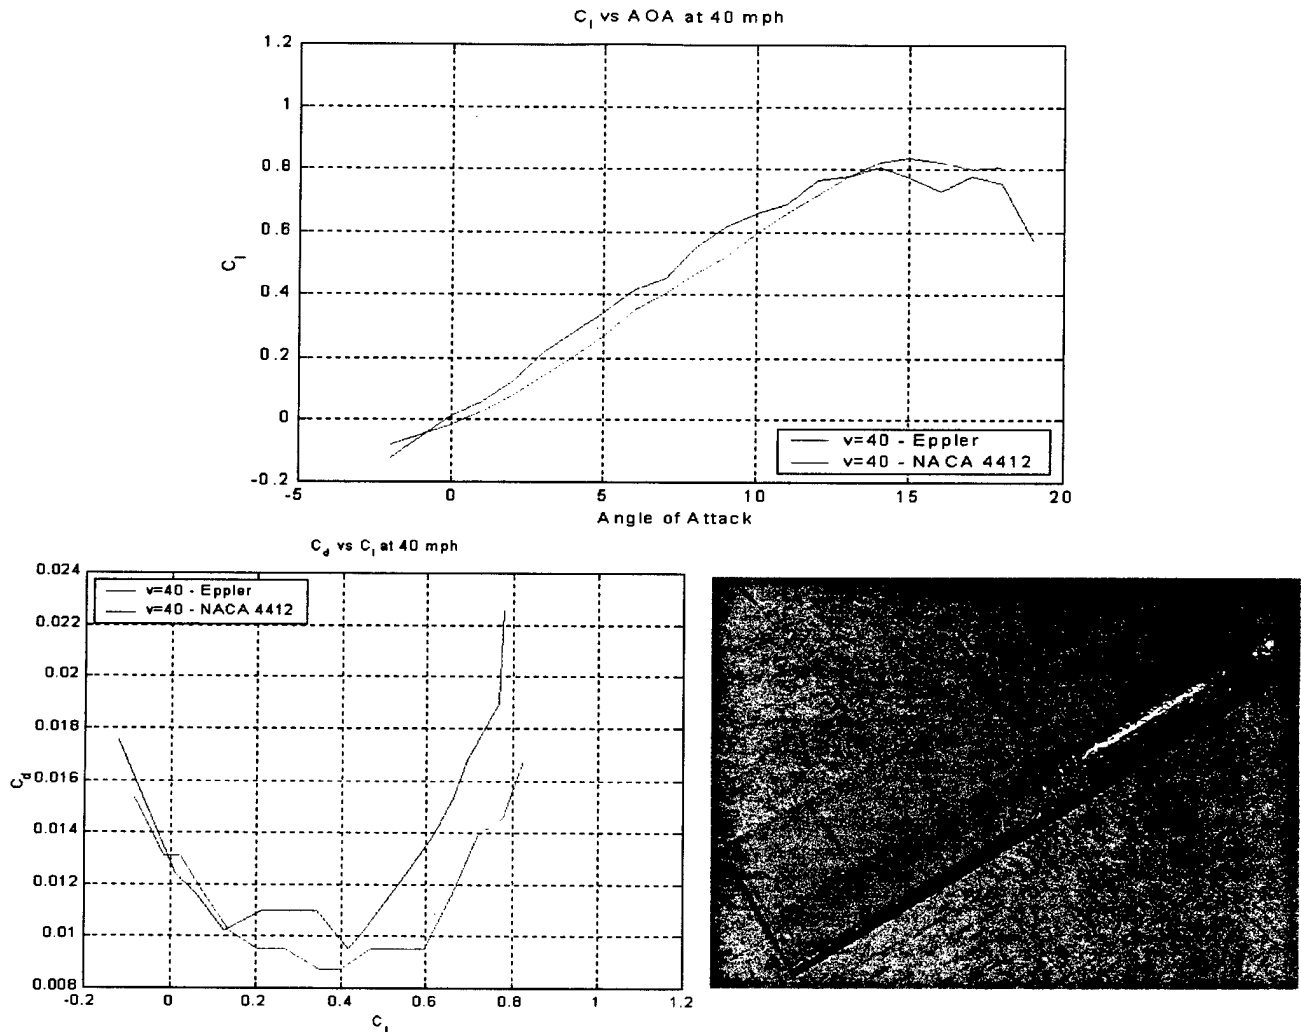 C_l vs AOA at 40 mph
1.2
1
0.8
0.6
0.4
0.2
0
-0.2
C_l
-5 0 5 10 15 20
Angle of Attack
v=40 - Eppler
v=40 - NACA 4412
C_d vs C_l at 40 mph
0.024
0.022
0.02
0.018
0.016
0.014
0.012
0.01
0.008
C_d
v=40 - Eppler
v=40 - NACA 4412
-0.2 0 0.2 0.4 0.6 0.8 1 1.2
C_l